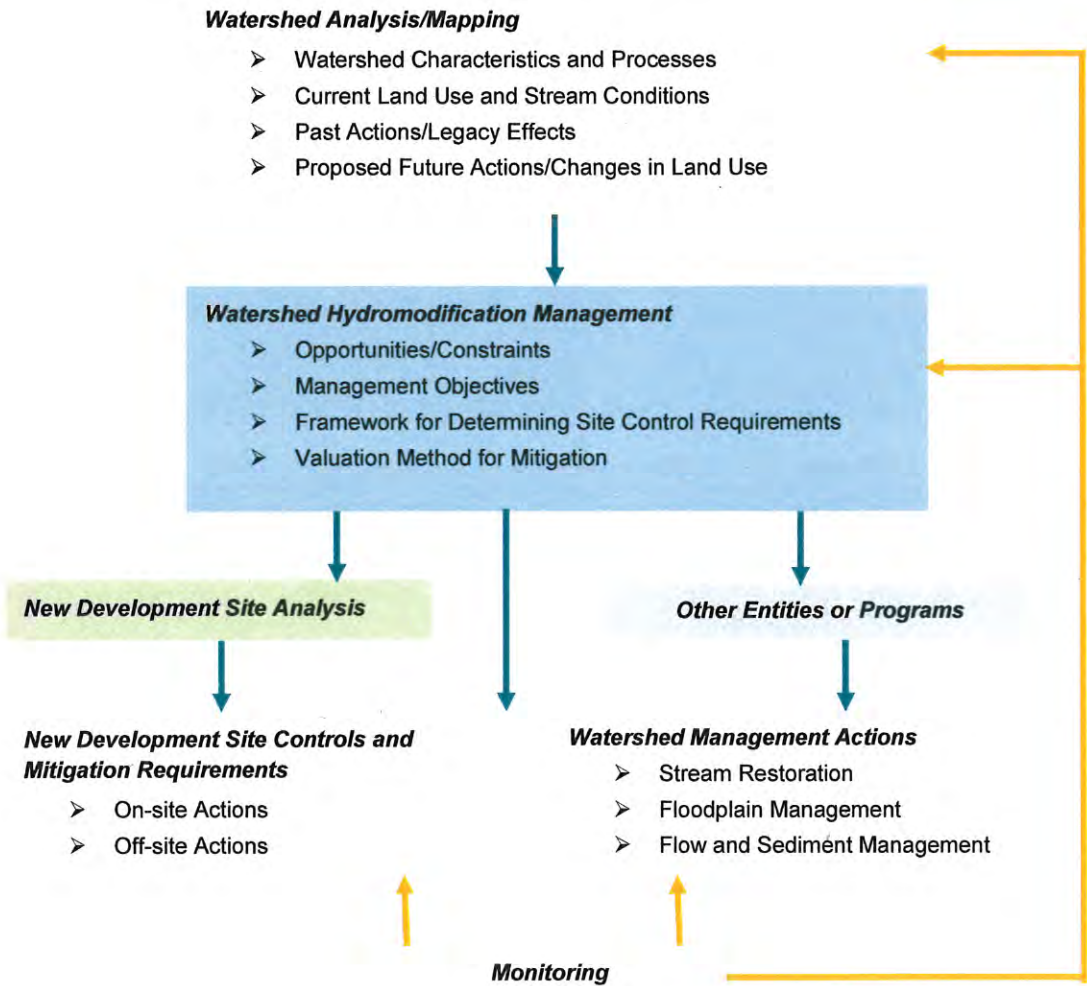 Watershed Analysis/Mapping
➢ Watershed Characteristics and Processes
➢ Current Land Use and Stream Conditions
➢ Past Actions/Legacy Effects
➢ Proposed Future Actions/Changes in Land Use
Watershed Hydromodification Management
➢ Opportunities/Constraints
➢ Management Objectives
➢ Framework for Determining Site Control Requirements
➢ Valuation Method for Mitigation
New Development Site Analysis
Other Entities or Programs
New Development Site Controls and
Mitigation Requirements
➢ On-site Actions
➢ Off-site Actions
Watershed Management Actions
➢ Stream Restoration
➢ Floodplain Management
➢ Flow and Sediment Management
Monitoring